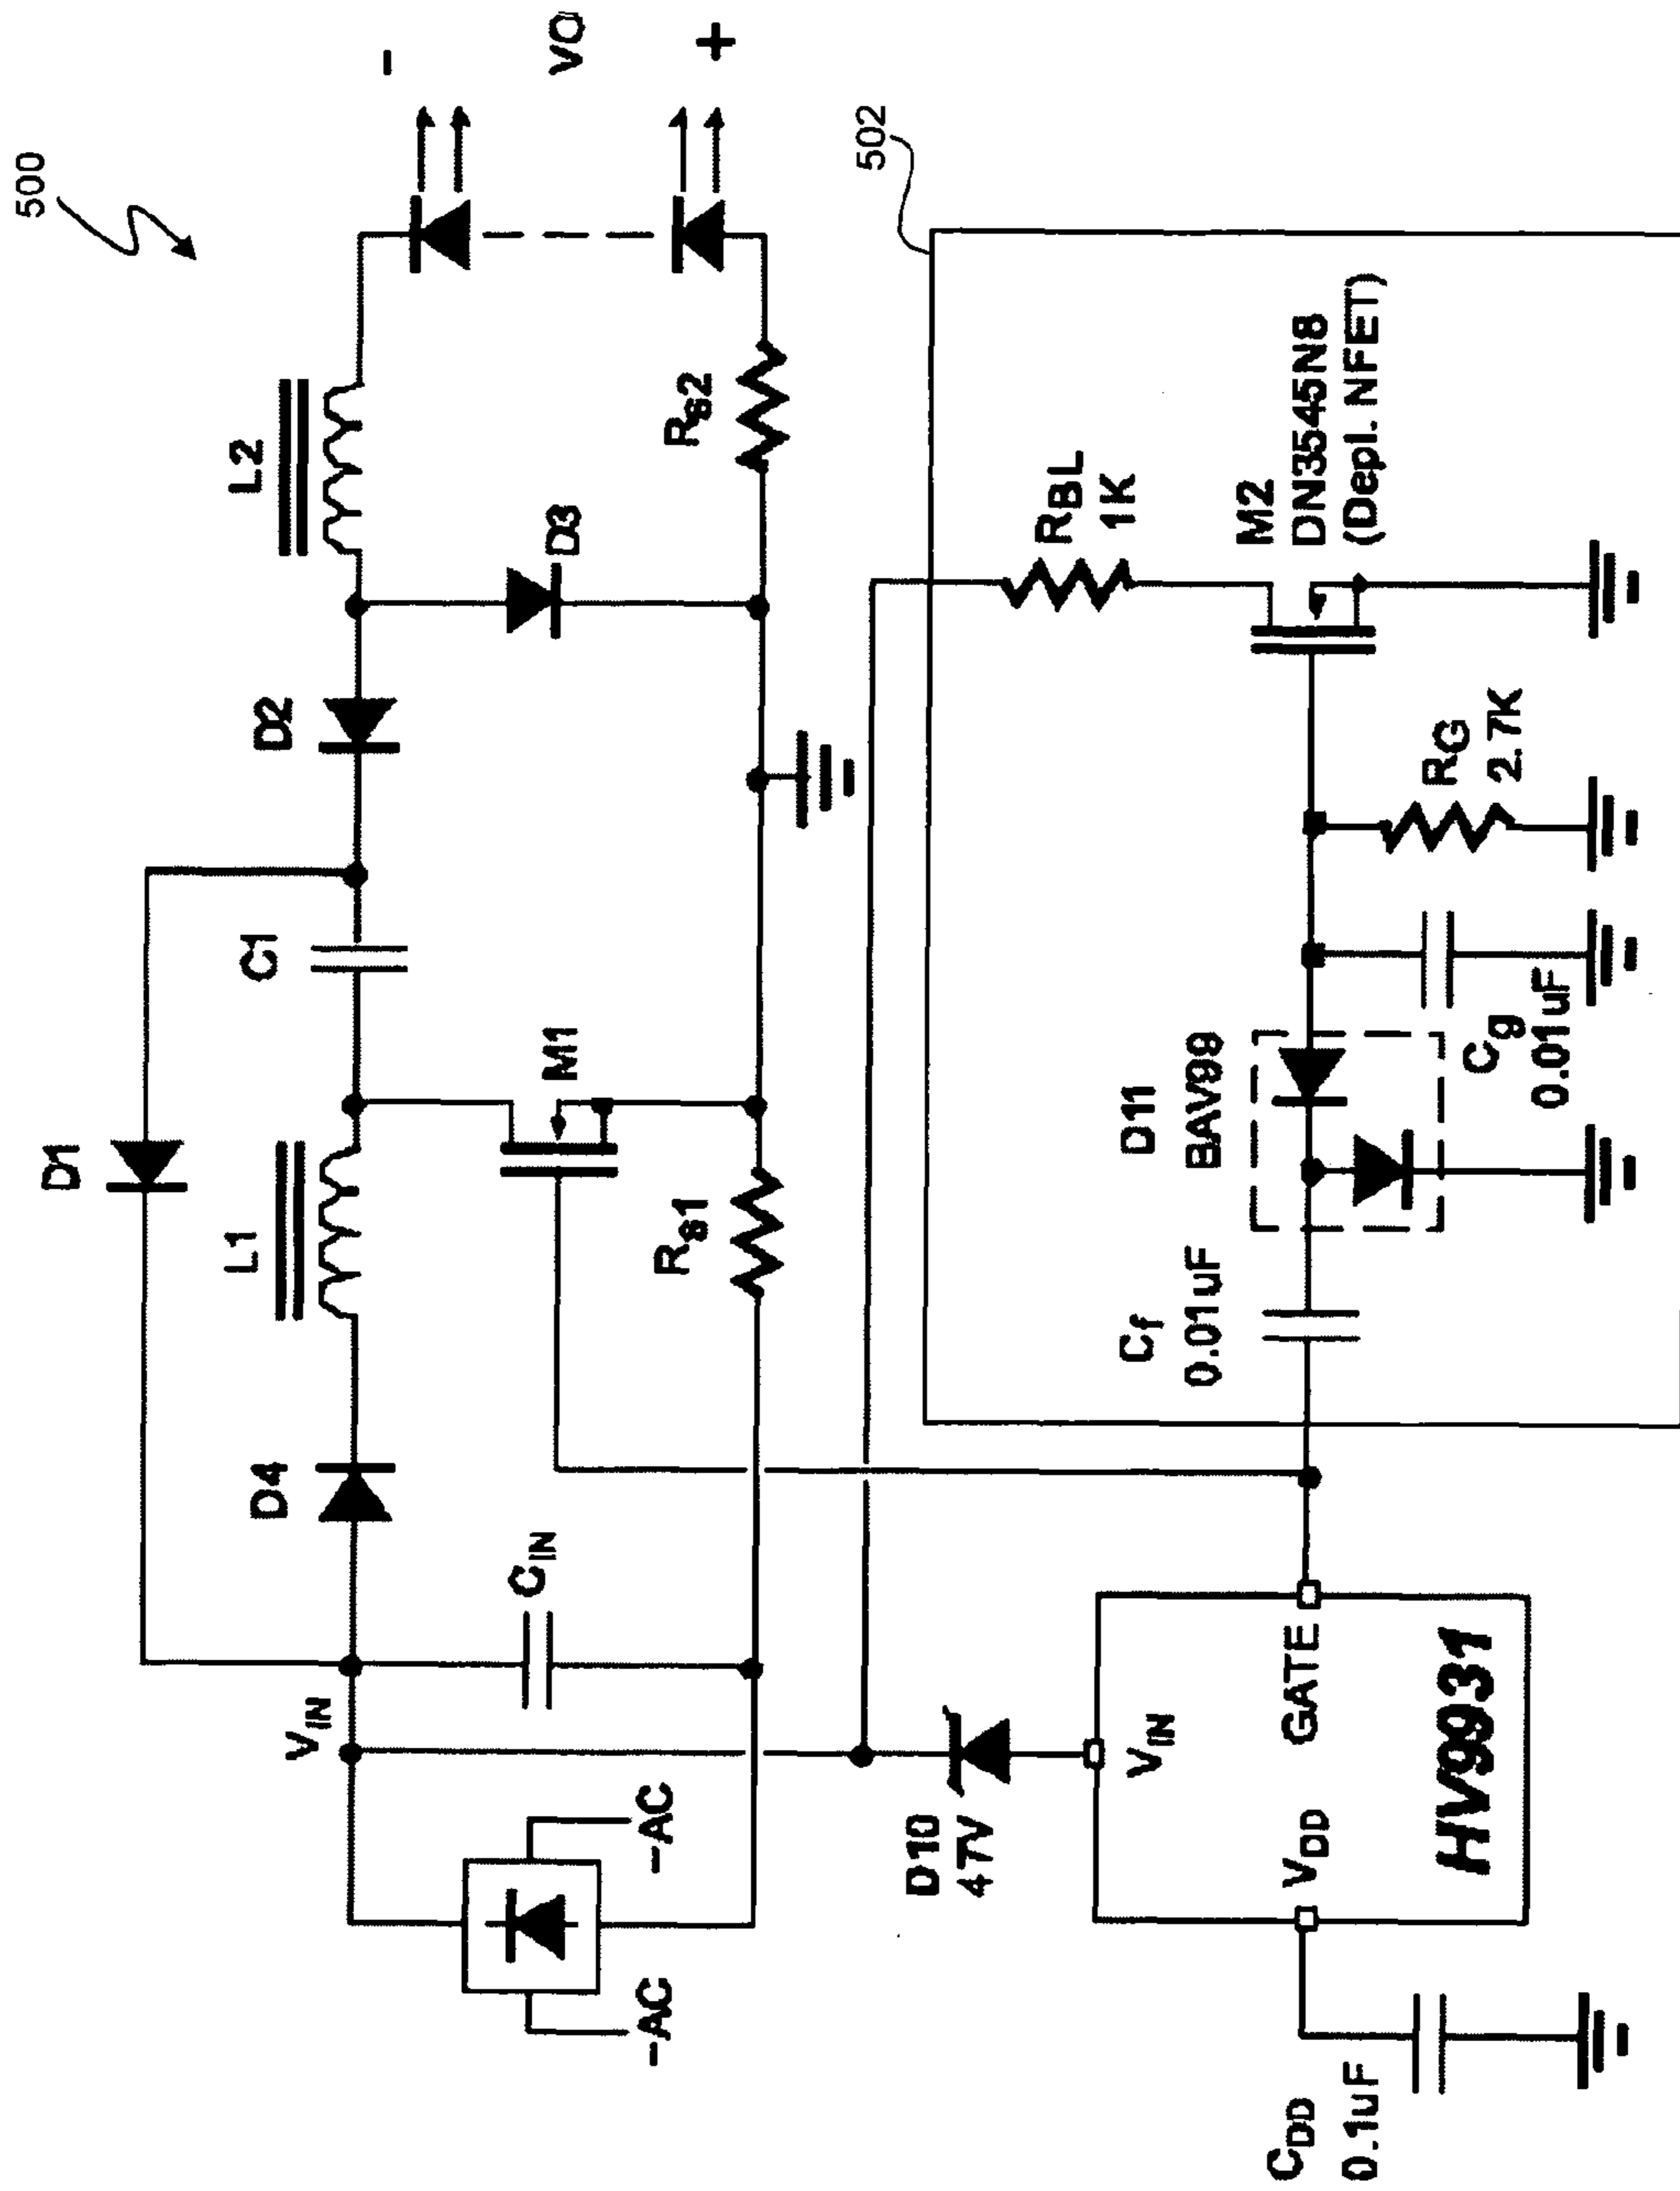 500
-
VO
+
L2
Rs2
D3
D2
D1
C1
L1
M1
Rs1
D4
CIN
VIN
~AC
~AC
502
RBL
1K
M2
DN3545N8
(Depl. NFET)
RG
2.7K
Cg
0.01uF
D11
BAV99
Cf
0.01uF
D10
47V
VIN
GATE
VDD
HV9931
CDD
0.1uF